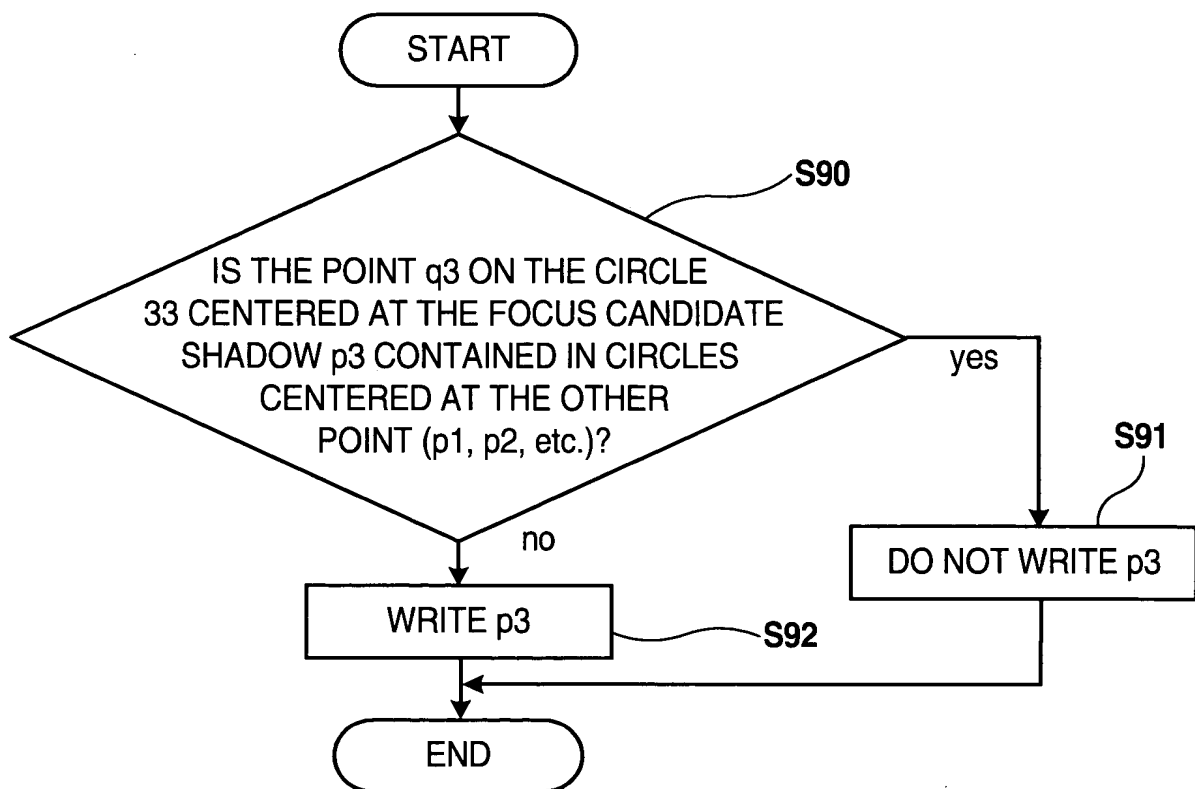 START
S90
IS THE POINT q3 ON THE CIRCLE
33 CENTERED AT THE FOCUS CANDIDATE
SHADOW p3 CONTAINED IN CIRCLES
CENTERED AT THE OTHER
POINT (p1, p2, etc.)?
yes
S91
no
DO NOT WRITE p3
WRITE p3
S92
END